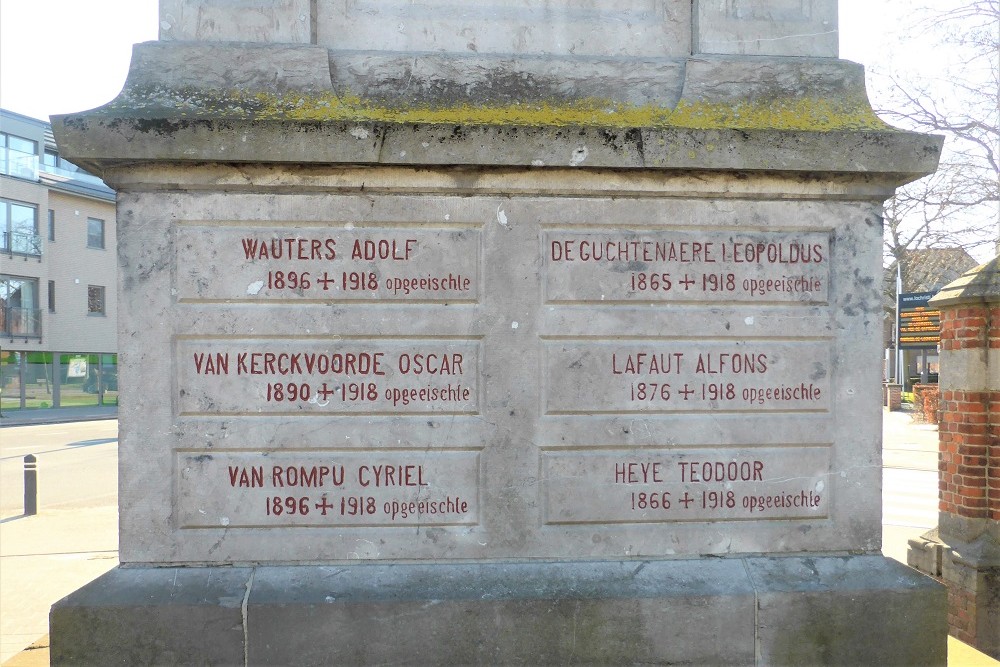 WAUTERS ADOLF
1896 + 1918 opgeeischte
VAN KERCKVOORDE OSCAR
1890 + 1918 opgeeischte
VAN ROMPU CYRIEL
1896 + 1918 opgeeischte
DE GUCHTENAERE LEOPOLDUS
1865 + 1918 opgeeischte
LAFAUT ALFONS
1876 + 1918 opgeeischte
HEYE TEODOOR
1866 + 1918 opgeeischte